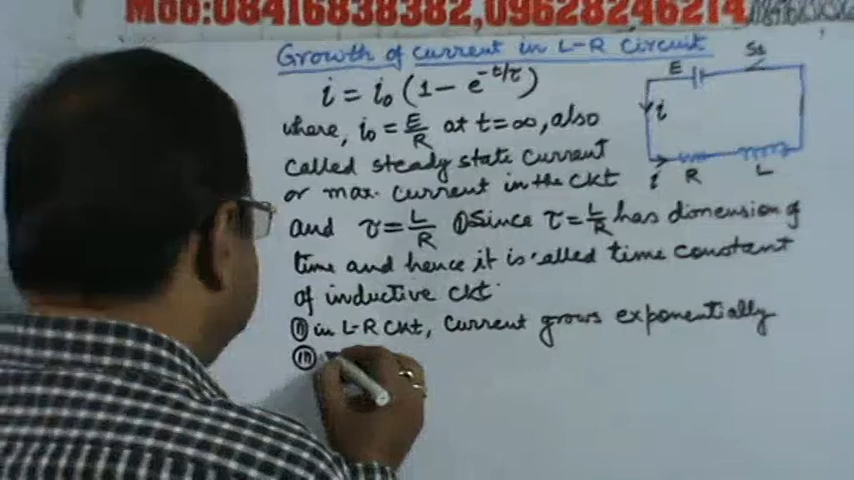 Mob:08416838382,09628246214
Growth of current in L-R circuit
i = i₀ (1 - e^-t/τ)
where, i₀ = E/R at t=∞, also
called steady state current
or max. current in the ckt
and τ = L/R (i) Since τ = L/R has dimension of
time and hence it is called time constant
of inductive ckt.
(ii) in L-R ckt, current grows exponentially
(iii)
E
i
i
R
L